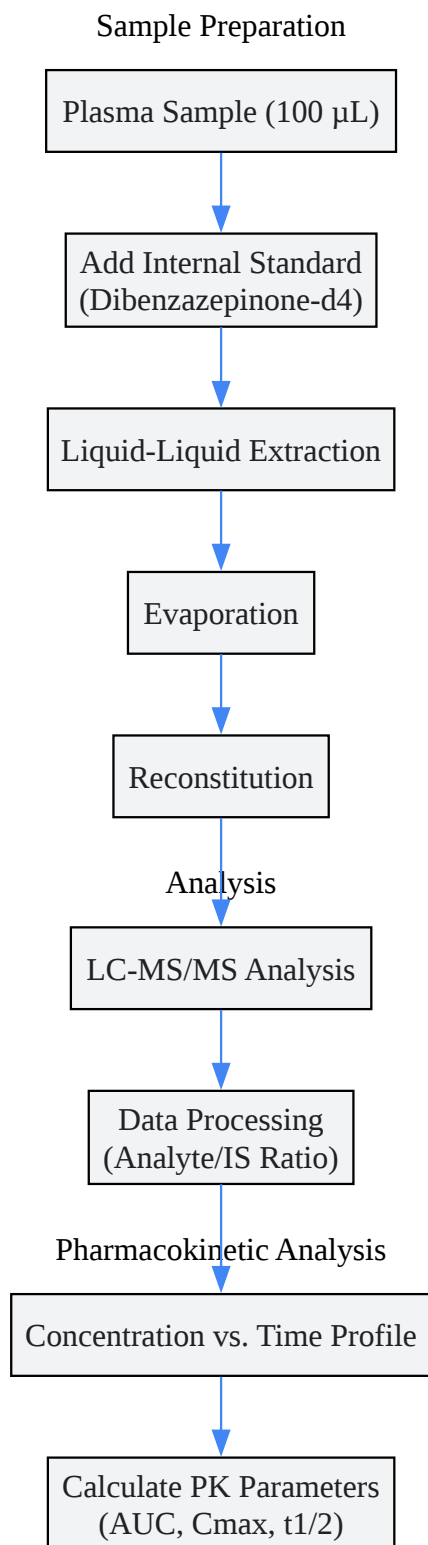 Sample Preparation
Plasma Sample (100 µL)
Add Internal Standard
(Dibenzazepinone-d4)
Liquid-Liquid Extraction
Evaporation
Reconstitution
Analysis
LC-MS/MS Analysis
Data Processing
(Analyte/IS Ratio)
Pharmacokinetic Analysis
Concentration vs. Time Profile
Calculate PK Parameters
(AUC, Cmax, t1/2)